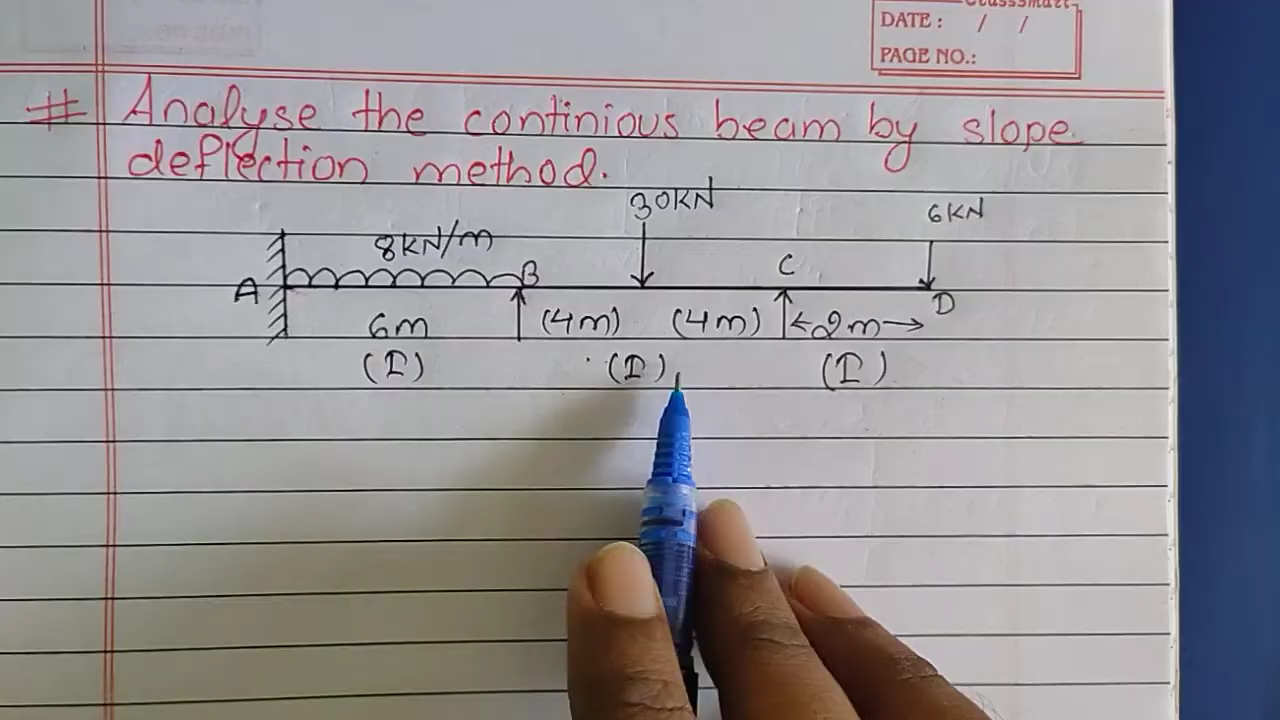 DATE : / /
PAGE NO.:
# Analyse the continious beam by slope
deflection method.
30KN
6KN
8KN/m
B
C
A
D
6m
(4m)
(4m)
2m
(I)
(I)
(I)